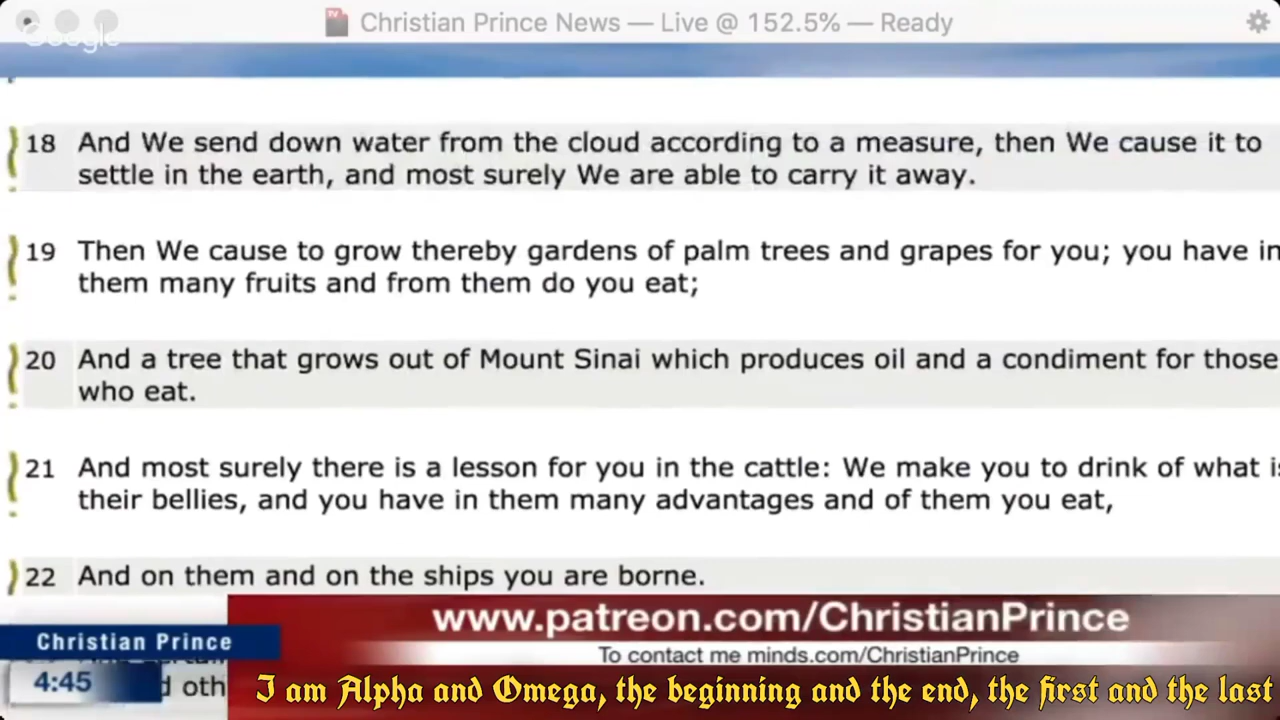 Christian Prince News — Live @ 152.5% — Ready
Google
18 And We send down water from the cloud according to a measure, then We cause it to
settle in the earth, and most surely We are able to carry it away.
19 Then We cause to grow thereby gardens of palm trees and grapes for you; you have in
them many fruits and from them do you eat;
20 And a tree that grows out of Mount Sinai which produces oil and a condiment for those
who eat.
21 And most surely there is a lesson for you in the cattle: We make you to drink of what
their bellies, and you have in them many advantages and of them you eat,
22 And on them and on the ships you are borne.
www.patreon.com/ChristianPrince
Christian Prince
To contact me minds.com/ChristianPrince
4:45
I am Alpha and Omega, the beginning and the end, the first and the last